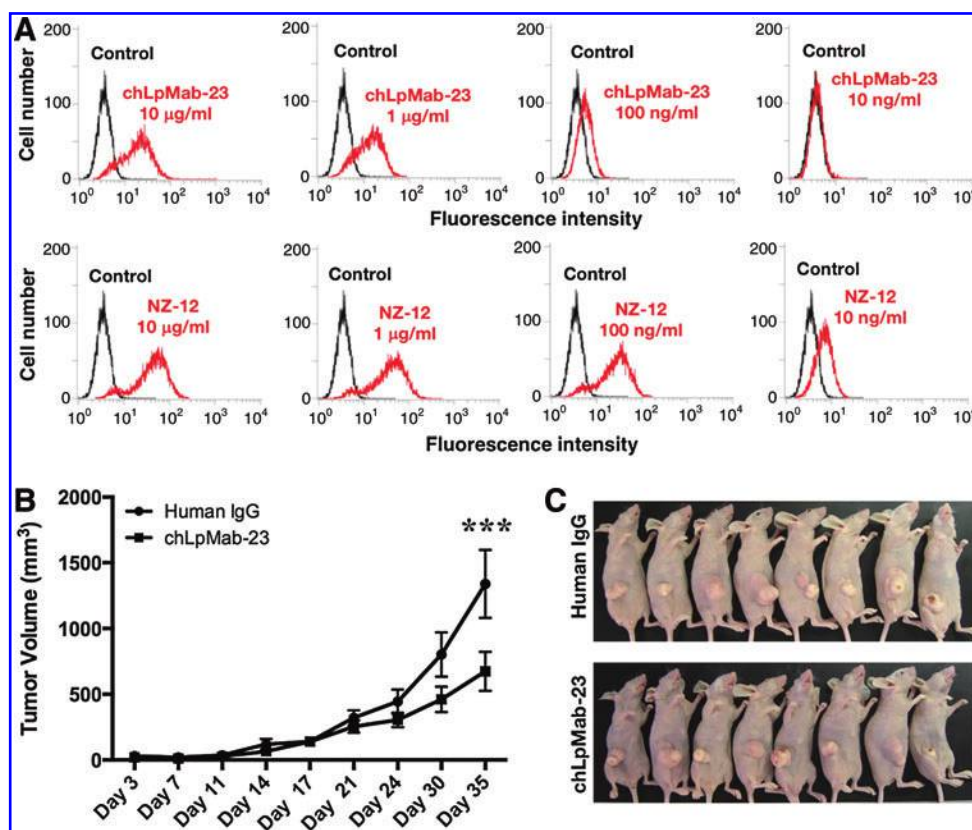 A
Cell number
200
100
0
Control
chLpMab-23
10 μg/ml
10⁰ 10¹ 10² 10³ 10⁴
200
100
0
Control
chLpMab-23
1 μg/ml
10⁰ 10¹ 10² 10³ 10⁴
200
100
0
Control
chLpMab-23
100 ng/ml
10⁰ 10¹ 10² 10³ 10⁴
200
100
0
Control
chLpMab-23
10 ng/ml
10⁰ 10¹ 10² 10³ 10⁴
Fluorescence intensity
Cell number
200
100
0
Control
NZ-12
10 μg/ml
10⁰ 10¹ 10² 10³ 10⁴
200
100
0
Control
NZ-12
1 μg/ml
10⁰ 10¹ 10² 10³ 10⁴
200
100
0
Control
NZ-12
100 ng/ml
10⁰ 10¹ 10² 10³ 10⁴
200
100
0
Control
NZ-12
10 ng/ml
10⁰ 10¹ 10² 10³ 10⁴
Fluorescence intensity
B
Tumor Volume (mm³)
2000
1500
1000
500
0
Human IgG
chLpMab-23
***
Day 3 Day 7 Day 11 Day 14 Day 17 Day 21 Day 24 Day 30 Day 35
C
Human IgG
chLpMab-23